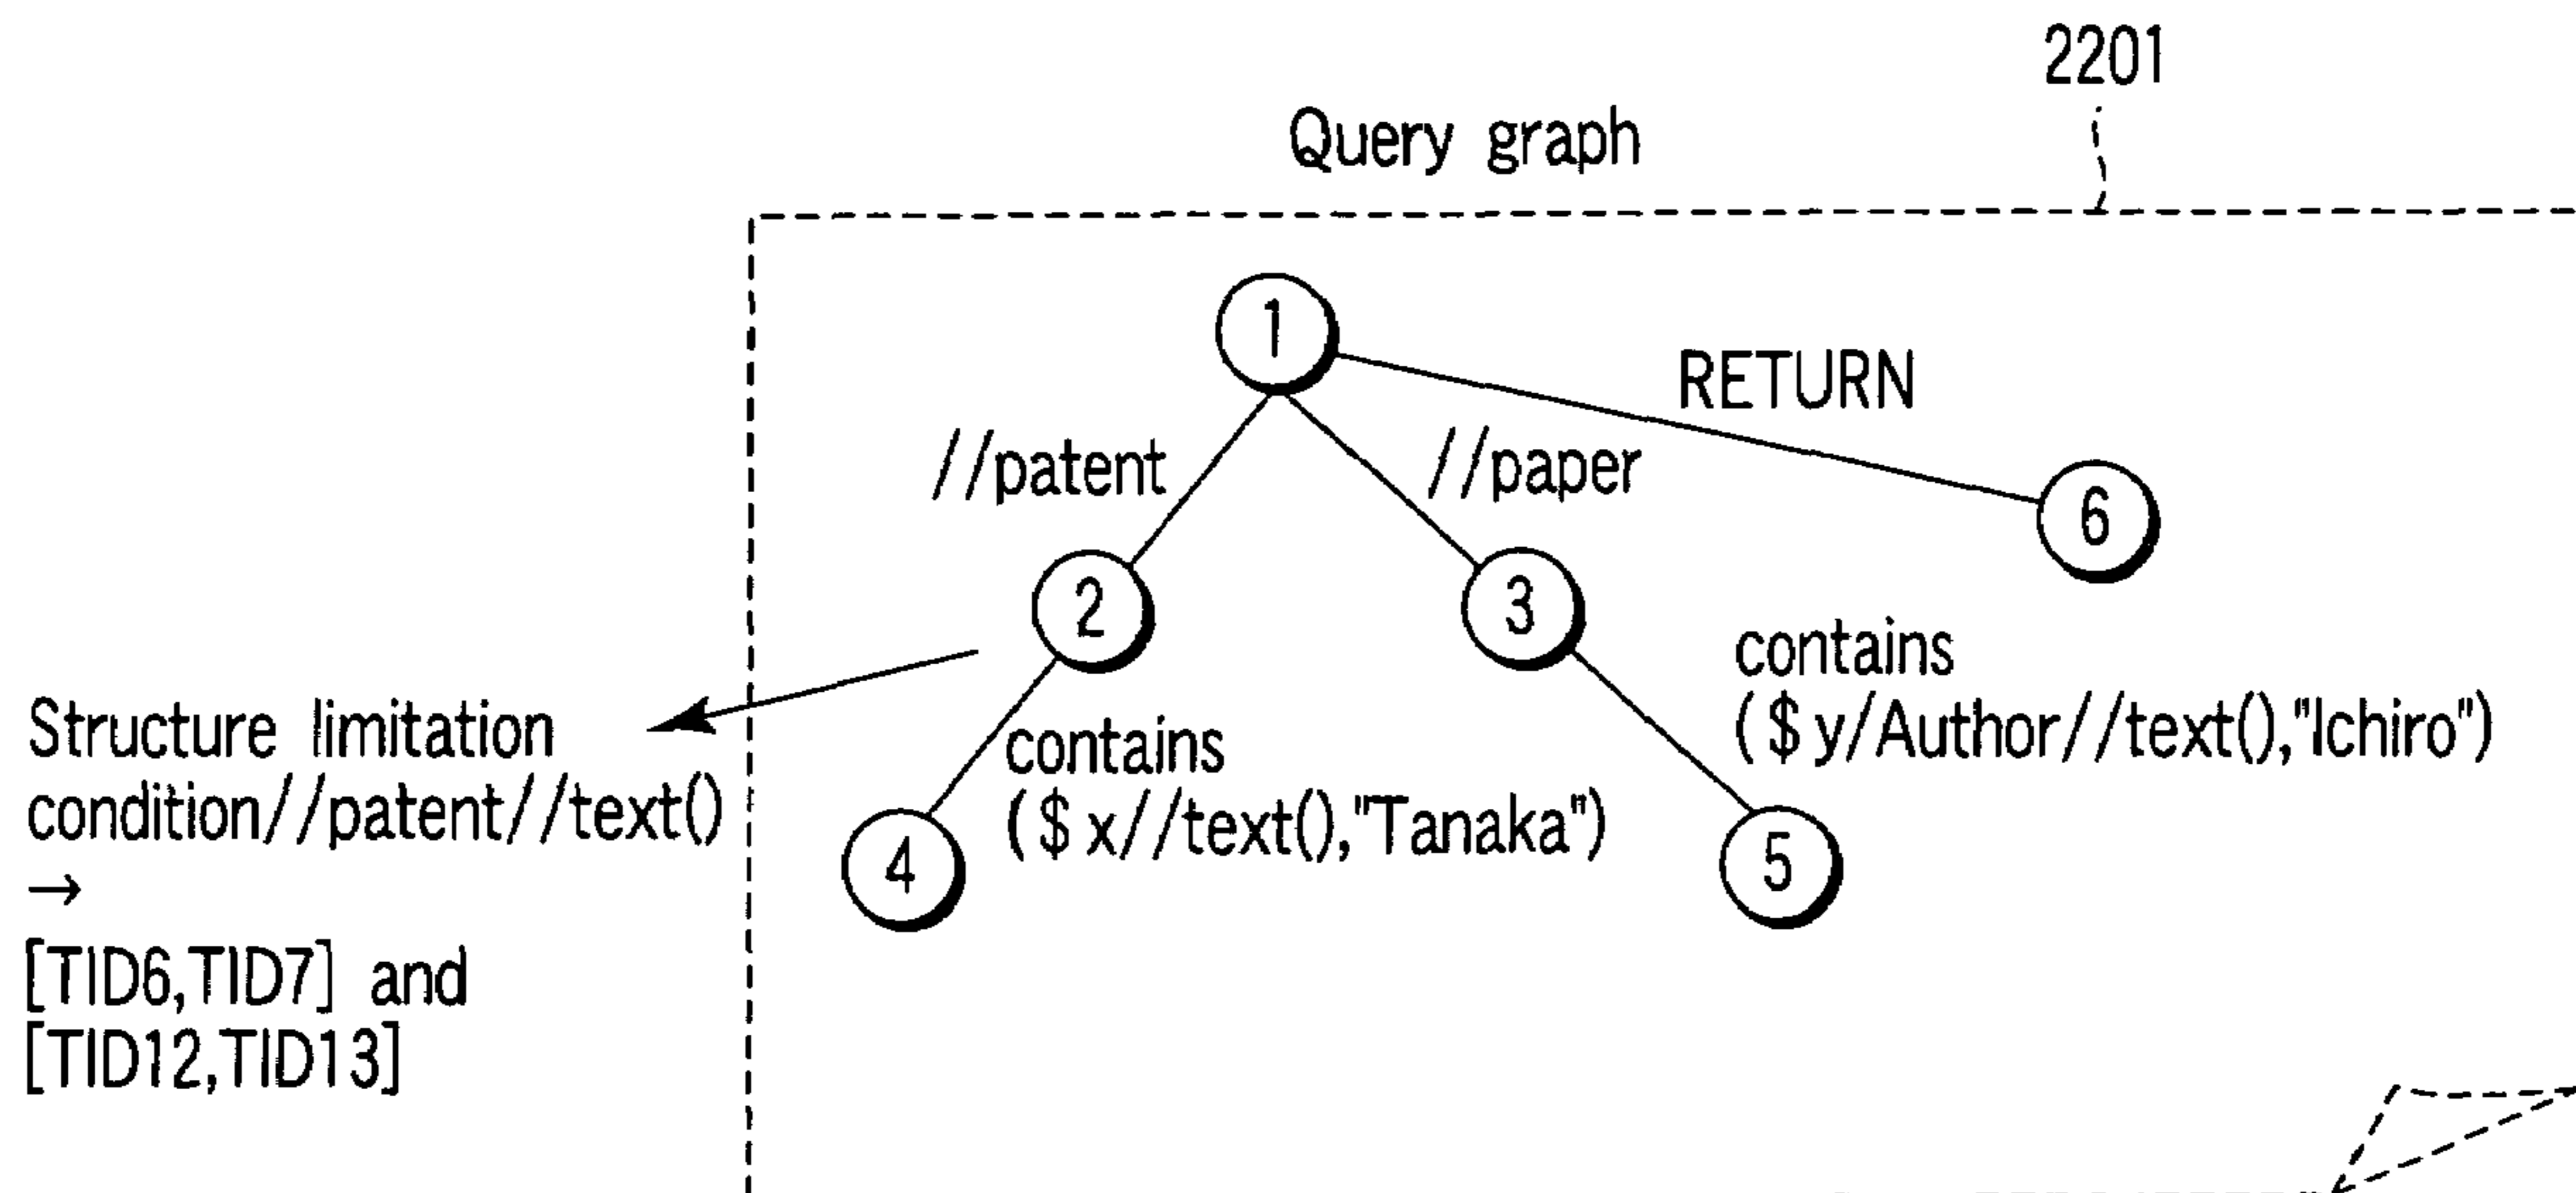 2201
Query graph
1
RETURN
//patent
//paper
6
2
3
contains
($y/Author//text(),"Ichiro")
Structure limitation
condition//patent//text()
→
[TID6,TID7] and
[TID12,TID13]
contains
($x//text(),"Tanaka")
4
5